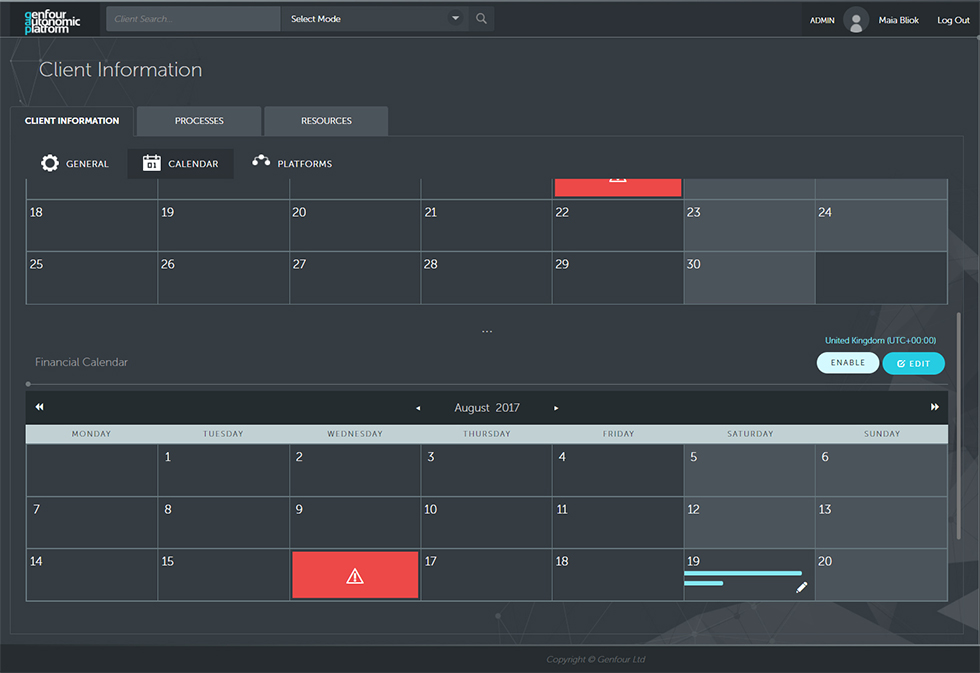 genfour
autonomic
platform
Client Search...
Select Mode
ADMIN
Maia Bliok
Log Out
Client Information
CLIENT INFORMATION
PROCESSES
RESOURCES
GENERAL
01
CALENDAR
PLATFORMS
18 19 20 21 22 23 24
25 26 27 28 29 30
...
United Kingdom (UTC+00:00)
Financial Calendar
ENABLE
EDIT
August 2017
MONDAY TUESDAY WEDNESDAY THURSDAY FRIDAY SATURDAY SUNDAY
1 2 3 4 5 6
7 8 9 10 11 12 13
14 15 17 18 19 20
Copyright © Genfour Ltd